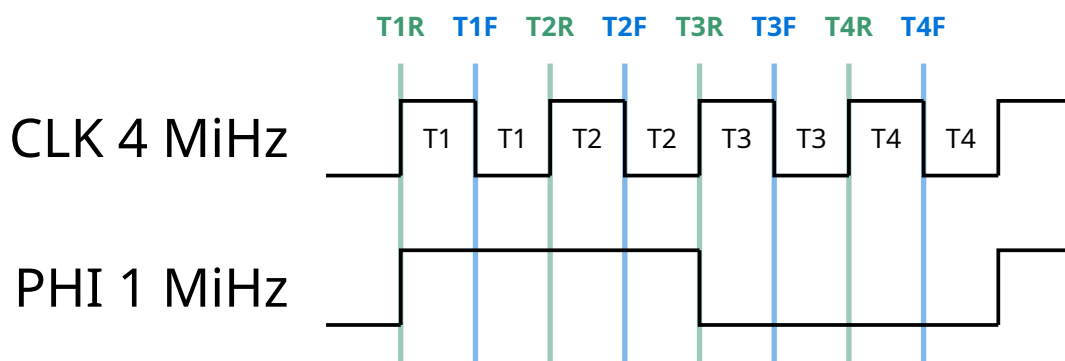 T1R T1F T2R T2F T3R T3F T4R T4F
CLK 4 MiHz T1 T1 T2 T2 T3 T3 T4 T4
PHI 1 MiHz